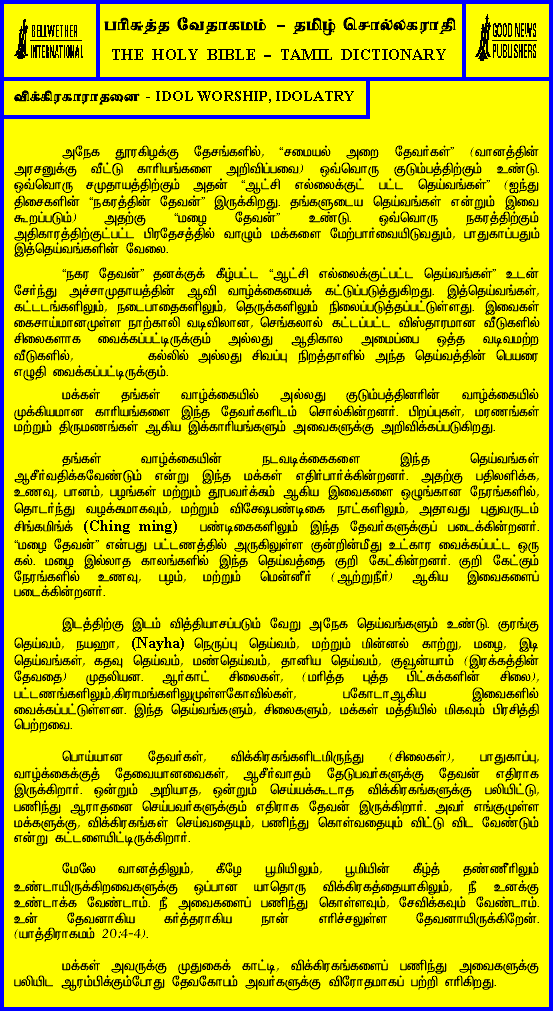 BELLWETHER
INTERNATIONAL
பரிசுத்த வேதாகமம் – தமிழ் சொல்லகராதி
THE HOLY BIBLE – TAMIL DICTIONARY
GOOD NEWS
PUBLISHERS
விக்கிரகாராதனை - IDOL WORSHIP, IDOLATRY
அநேக தூரகிழக்கு தேசங்களில், “சமையல் அறை தேவர்கள்” (வானத்தின்
அரசனுக்கு வீட்டு காரியங்களை அறிவிப்பவை) ஒவ்வொரு குடும்பத்திற்கும் உண்டு.
ஒவ்வொரு சமுதாயத்திற்கும் அதன் “ஆட்சி எல்லைக்குட் பட்ட தெய்வங்கள்” (ஐந்து
திசைகளின் “நகரத்தின் தேவன்” இருக்கிறது. தங்களுடைய தெய்வங்கள் என்றும் இவை
கூறப்படும்) அதற்கு “மழை தேவன்” உண்டு. ஒவ்வொரு நகரத்திற்கும்
அதிகாரத்திற்குட்பட்ட பிரதேசத்தில் வாழும் மக்களை மேற்பார்வையிடுவதும், பாதுகாப்பதும்
இத்தெய்வங்களின் வேலை.
“நகர தேவன்” தனக்குக் கீழ்பட்ட “ஆட்சி எல்லைக்குட்பட்ட தெய்வங்கள்” உடன்
சேர்ந்து அச்சாமுதாயத்தின் ஆவி வாழ்க்கையைக் கட்டுப்படுத்துகிறது. இத்தெய்வங்கள்,
கட்டடங்களிலும், நடைபாதைகளிலும், தெருக்களிலும் நிலைப்படுத்தப்பட்டுள்ளது. இவைகள்
கைசாய்மானமுள்ள நாற்காலி வடிவிலான, செங்கலால் கட்டப்பட்ட விஸ்தாரமான வீடுகளில்
சிலைகளாக வைக்கப்பட்டிருக்கும் அல்லது ஆதிகால அமைப்பை ஒத்த வடிவமற்ற
வீடுகளில், கல்லில் அல்லது சிவப்பு நிறத்தாளில் அந்த தெய்வத்தின் பெயரை
எழுதி வைக்கப்பட்டிருக்கும்.
மக்கள் தங்கள் வாழ்க்கையில் அல்லது குடும்பத்தினரின் வாழ்க்கையில்
முக்கியமான காரியங்களை இந்த தேவர்களிடம் சொல்கின்றனர். பிறப்புகள், மரணங்கள்
மற்றும் திருமணங்கள் ஆகிய இக்காரியங்களும் அவைகளுக்கு அறிவிக்கப்படுகிறது.
தங்கள் வாழ்க்கையின் நடவடிக்கைகளை இந்த தெய்வங்கள்
ஆசீர்வதிக்கவேண்டும் என்று இந்த மக்கள் எதிர்பார்க்கின்றனர். அதற்கு பதிலளிக்க,
உணவு, பானம், பழங்கள் மற்றும் தூபவர்க்கம் ஆகிய இவைகளை ஒழுங்கான நேரங்களில்,
தொடர்ந்து வழக்கமாகவும், மற்றும் விசேஷபண்டிகை நாட்களிலும், அதாவது புதுவருடம்
சிங்கமிங்க் (Ching ming) பண்டிகைகளிலும் இந்த தேவர்களுக்குப் படைக்கின்றனர்.
“மழை தேவன்” என்பது பட்டணத்தில் அருகிலுள்ள குன்றின்மீது உட்கார வைக்கப்பட்ட ஒரு
கல். மழை இல்லாத காலங்களில் இந்த தெய்வத்தை குறி கேட்கின்றனர். குறி கேட்கும்
நேரங்களில் உணவு, பழம், மற்றும் மென்னீர் (ஆற்றுநீர்) ஆகிய இவைகளைப்
படைக்கின்றனர்.
இடத்திற்கு இடம் வித்தியாசப்படும் வேறு அநேக தெய்வங்களும் உண்டு. குரங்கு
தெய்வம், நயஹா, (Nayha) நெருப்பு தெய்வம், மற்றும் மின்னல் காற்று, மழை, இடி
தெய்வங்கள், கதவு தெய்வம், மண்தெய்வம், தானிய தெய்வம், குவூன்யாம் (இரக்கத்தின்
தேவதை) முதலியன. ஆர்காட் சிலைகள், (மரித்த புத்த பிட்சுக்களின் சிலை),
பட்டணங்களிலும்.கிராமங்களிலுமுள்ளகோவில்கள், பகோடாஆகிய இவைகளில்
வைக்கப்பட்டுள்ளன. இந்த தெய்வங்களும், சிலைகளும், மக்கள் மத்தியில் மிகவும் பிரசித்தி
பெற்றவை.
பொய்யான தேவர்கள், விக்கிரகங்களிடமிருந்து (சிலைகள்), பாதுகாப்பு,
வாழ்க்கைக்குத் தேவையானவைகள், ஆசீர்வாதம் தேடுபவர்களுக்கு தேவன் எதிராக
இருக்கிறார். ஒன்றும் அறியாத, ஒன்றும் செய்யக்கூடாத விக்கிரகங்களுக்கு பலியிட்டு,
பணிந்து ஆராதனை செய்பவர்களுக்கும் எதிராக தேவன் இருக்கிறார். அவர் எங்குமுள்ள
மக்களுக்கு, விக்கிரகங்கள் செய்வதையும், பணிந்து கொள்வதையும் விட்டு விட வேண்டும்
என்று கட்டளையிட்டிருக்கிறார்.
மேலே வானத்திலும், கீழே பூமியிலும், பூமியின் கீழ்த் தண்ணீரிலும்
உண்டாயிருக்கிறவைகளுக்கு ஒப்பான யாதொரு விக்கிரகத்தையாகிலும், நீ உனக்கு
உண்டாக்க வேண்டாம். நீ அவைகளைப் பணிந்து கொள்ளவும், சேவிக்கவும் வேண்டாம்.
உன் தேவனாகிய கர்த்தராகிய நான் எரிச்சலுள்ள தேவனாயிருக்கிறேன்.
(யாத்திராகமம் 20:4-4).
மக்கள் அவருக்கு முதுகைக் காட்டி, விக்கிரகங்களைப் பணிந்து அவைகளுக்கு
பலியிட ஆரம்பிக்கும்போது தேவகோபம் அவர்களுக்கு விரோதமாகப் பற்றி எரிகிறது.